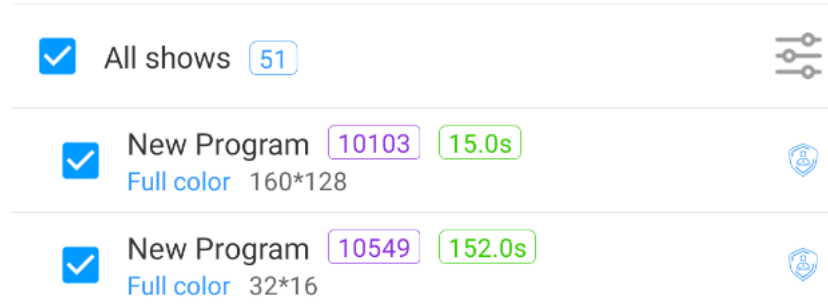 All shows 51
New Program 10103 15.0s
Full color 160*128
New Program 10549 152.0s
Full color 32*16